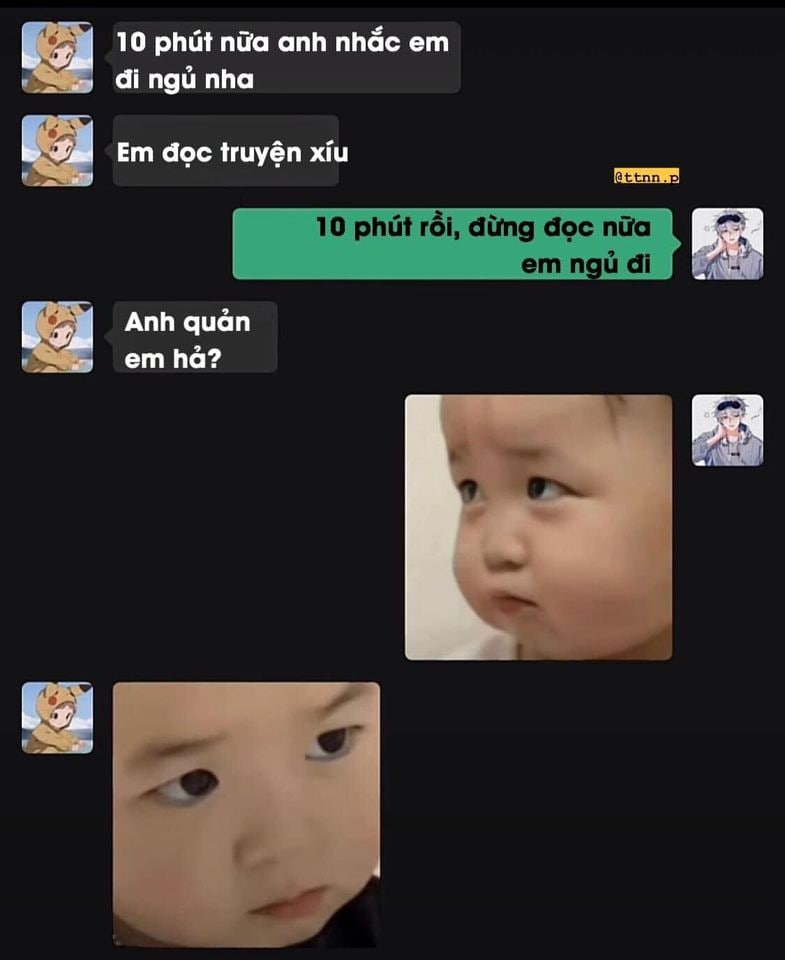 10 phút nữa anh nhắc em
đi ngủ nha
Em đọc truyện xíu
@ttnn.p
10 phút rồi, đừng đọc nữa
em ngủ đi
Anh quản
em hả?